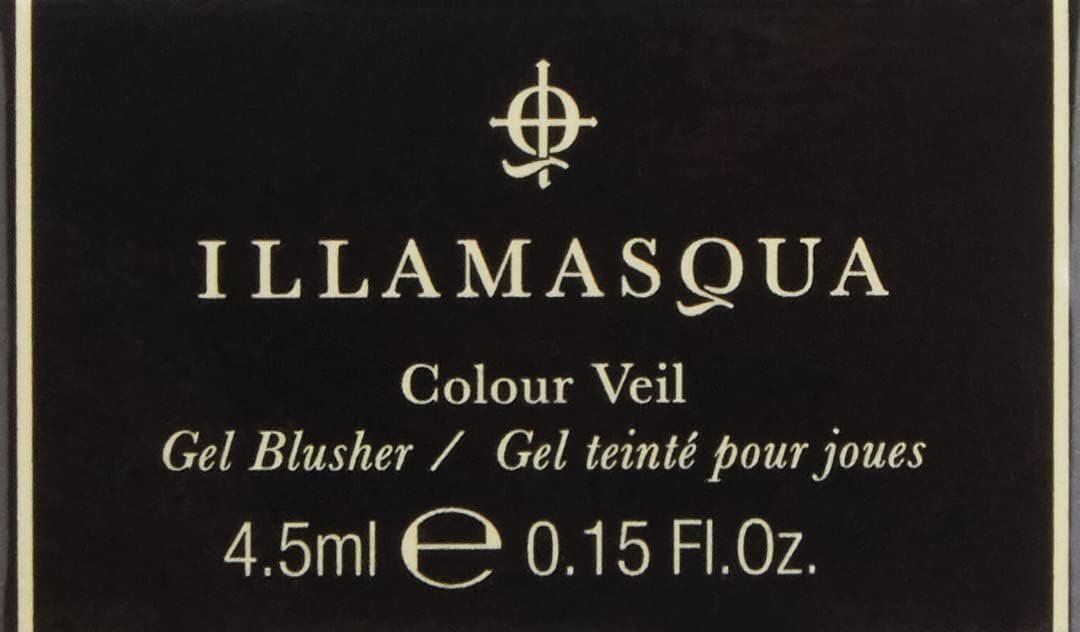 ILLAMASQUA
Colour Veil
Gel Blusher / Gel teinté pour joues
4.5ml ℮ 0.15 Fl.Oz.